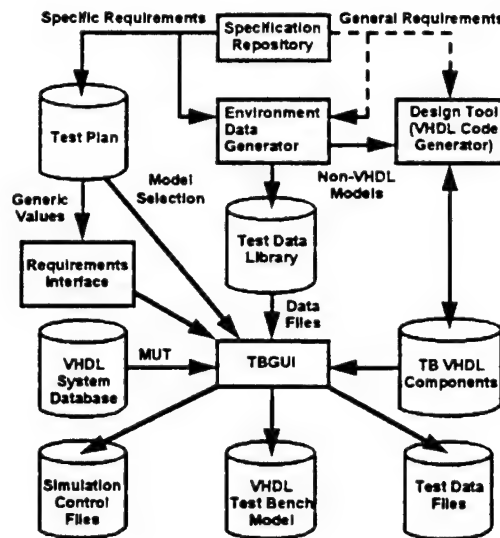 Specific Requirements
General Requirements
Specification
Repository
Test Plan
Environment
Data
Generator
Design Tool
(VHDL Code
Generator)
Generic
Values
Model
Selection
Non-VHDL
Models
Requirements
Interface
Test Data
Library
Data
Files
VHDL
System
Database
MUT
TBGUI
TB VHDL
Components
Simulation
Control
Files
VHDL
Test Bench
Model
Test Data
Files